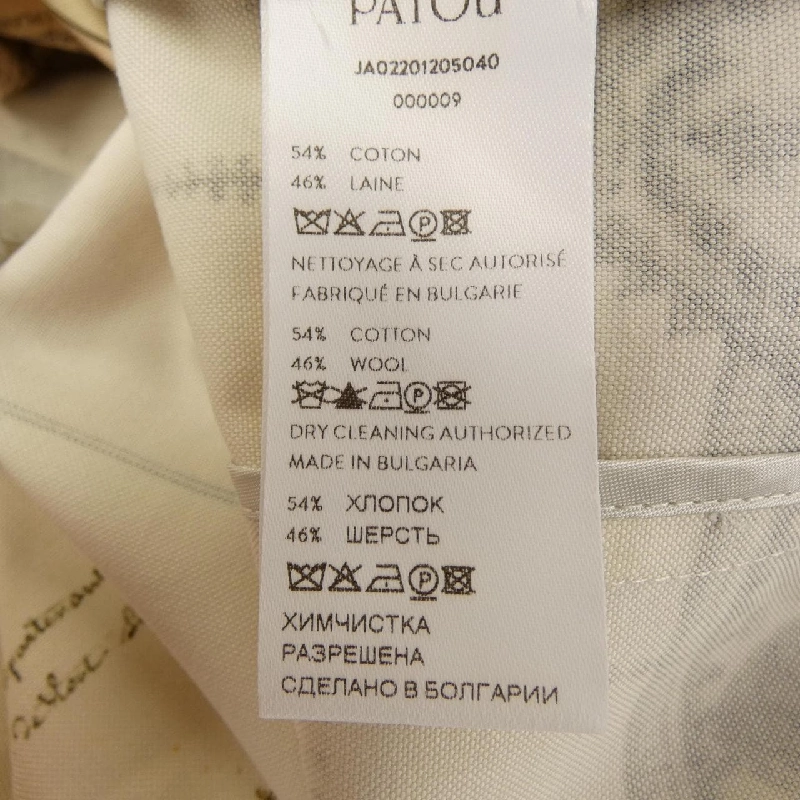 PATOU
JA02201205040
000009
54% COTON
46% LAINE
P
NETTOYAGE À SEC AUTORISÉ
FABRIQUÉ EN BULGARIE
54% COTTON
46% WOOL
P
DRY CLEANING AUTHORIZED
MADE IN BULGARIA
54% ХЛОПОК
46% ШЕРСТЬ
P
ХИМЧИСТКА
РАЗРЕШЕНА
СДЕЛАНО В БОЛГАРИИ